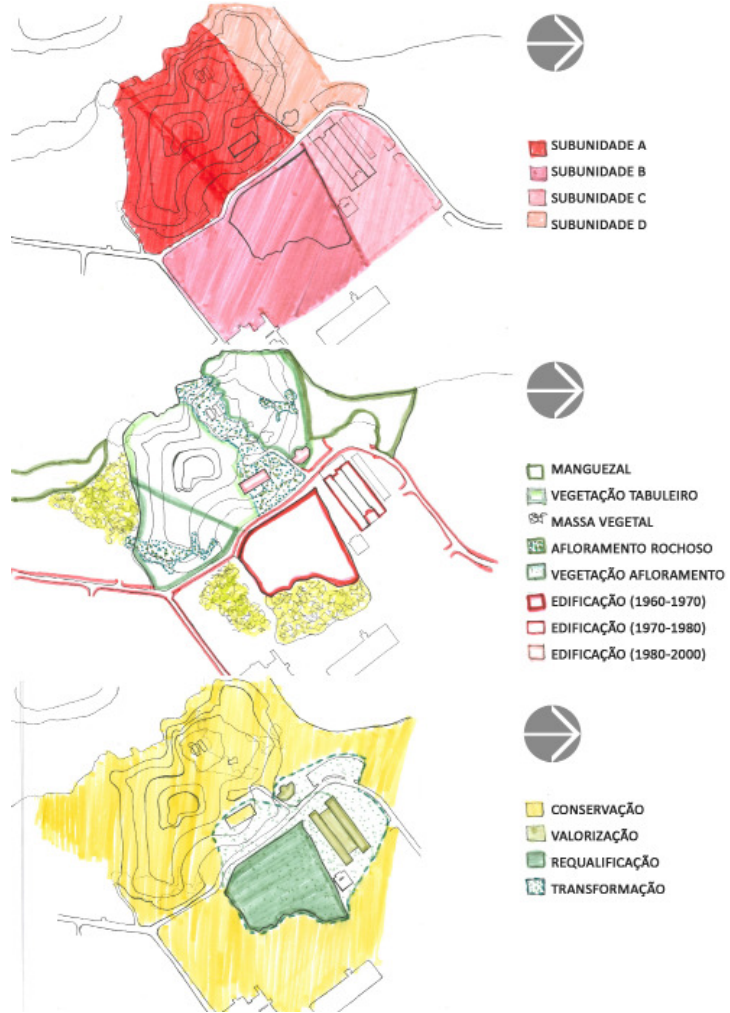 SUBUNIDADE A
SUBUNIDADE B
SUBUNIDADE C
SUBUNIDADE D
MANGUEZAL
VEGETAÇÃO TABULEIRO
MASSA VEGETAL
AFLORAMENTO ROCHOSO
VEGETAÇÃO AFLORAMENTO
EDIFICAÇÃO (1960-1970)
EDIFICAÇÃO (1970-1980)
EDIFICAÇÃO (1980-2000)
CONSERVAÇÃO
VALORIZAÇÃO
REQUALIFICAÇÃO
TRANSFORMAÇÃO